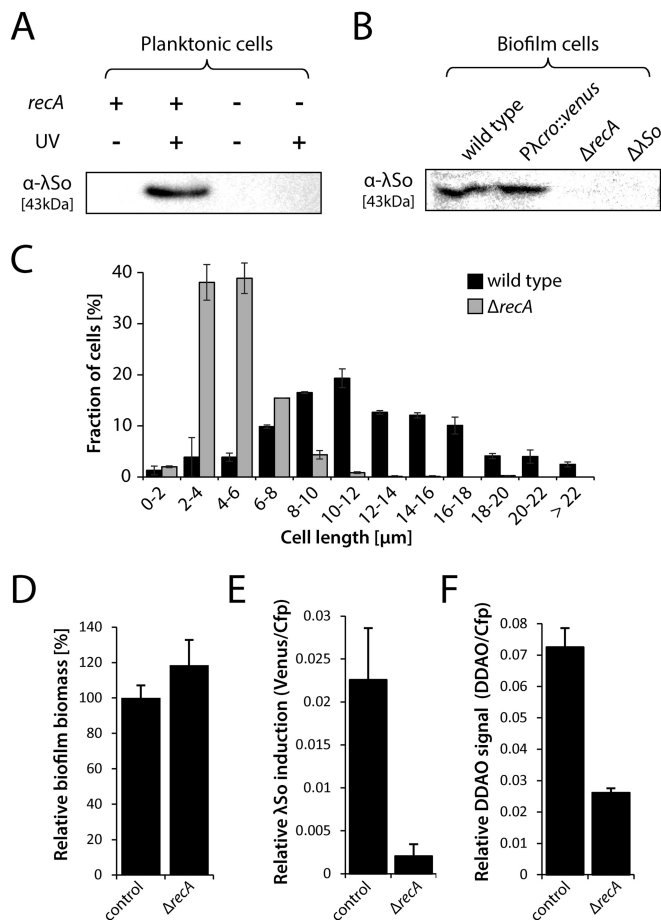 A
Planktonic cells
recA + + - -
UV - + - +
α-λSo
[43kDa]
B
Biofilm cells
wild type
Pλcro::venus
ΔrecA
ΔλSo
α-λSo
[43kDa]
C
Fraction of cells [%]
40
30
20
10
0
wild type
ΔrecA
0-2 2-4 4-6 6-8 8-10 10-12 12-14 14-16 16-18 18-20 20-22 > 22
Cell length [µm]
D
Relative biofilm biomass [%]
140
120
100
80
60
40
20
0
control
ΔrecA
E
Relative λSo induction (Venus/Cfp)
0.03
0.025
0.02
0.015
0.01
0.005
0
control
ΔrecA
F
Relative DDAO signal (DDAO/Cfp)
0.08
0.07
0.06
0.05
0.04
0.03
0.02
0.01
0.00
control
ΔrecA